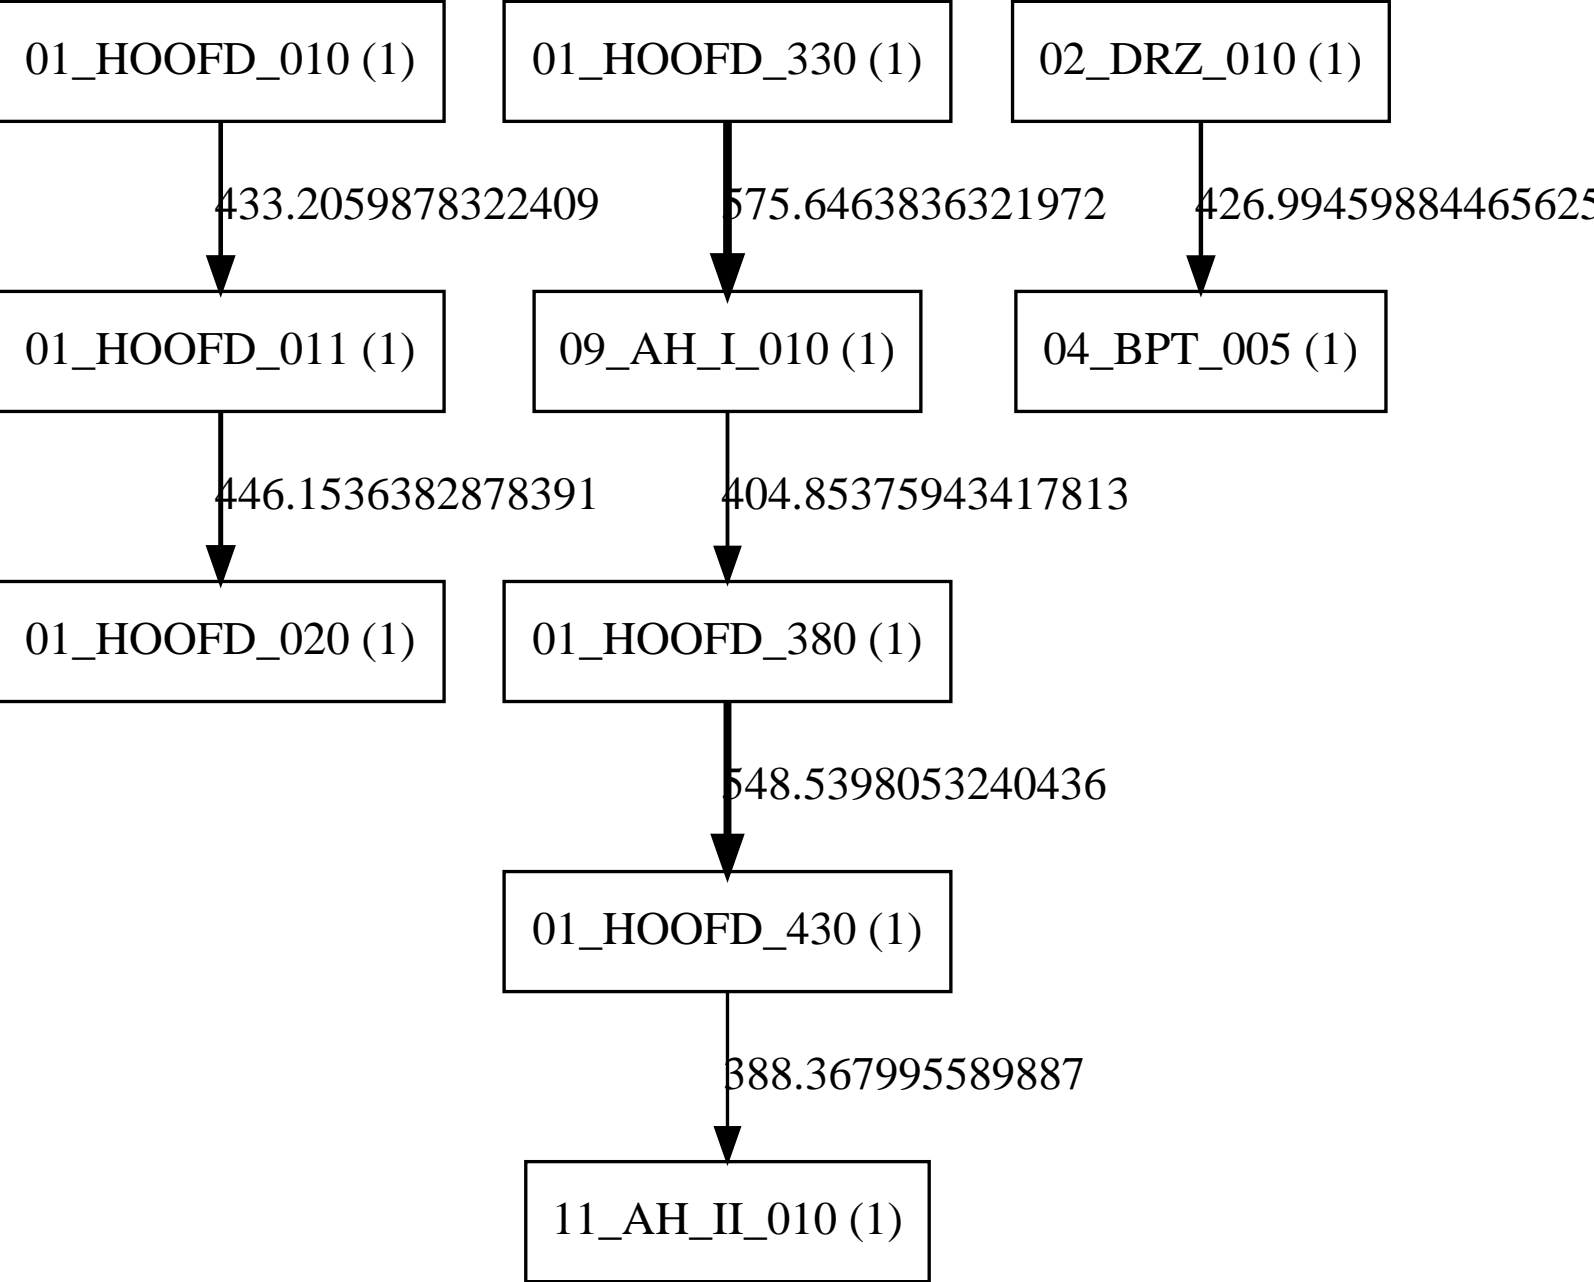 01_HOOFD_010 (1)
01_HOOFD_330 (1)
02_DRZ_010 (1)
433.2059878322409
575.6463836321972
426.99459884465625
01_HOOFD_011 (1)
09_AH_I_010 (1)
04_BPT_005 (1)
446.1536382878391
404.85375943417813
01_HOOFD_020 (1)
01_HOOFD_380 (1)
548.5398053240436
01_HOOFD_430 (1)
388.367995589887
11_AH_II_010 (1)